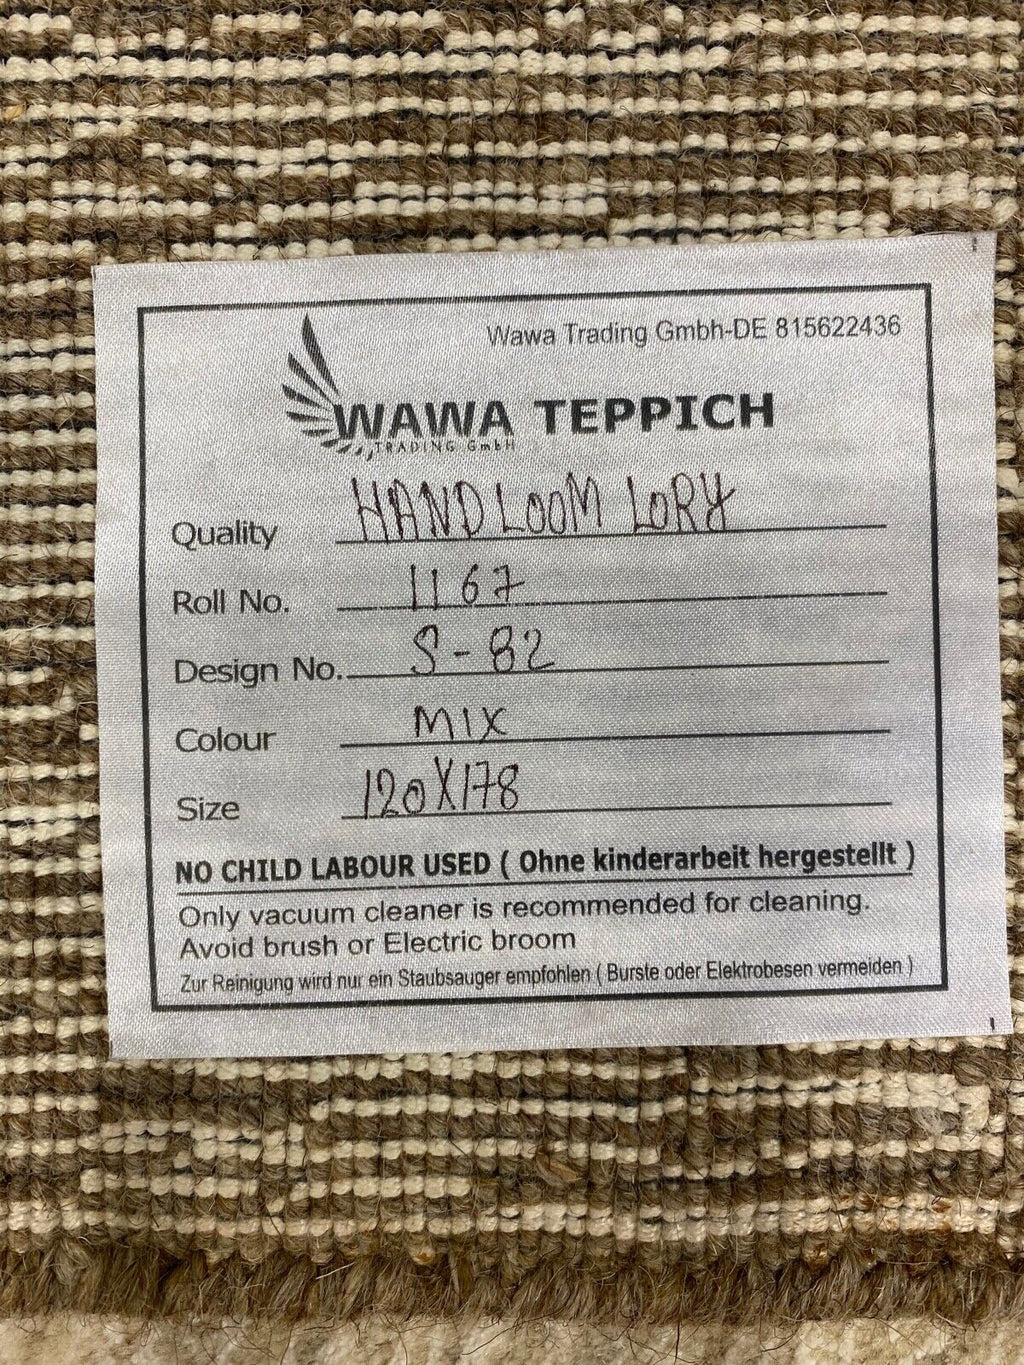 Wawa Trading Gmbh-DE 815622436
WAWA TEPPICH
TRADING GmbH
Quality HANDLOOM LORY
Roll No. 1167
Design No. S-82
Colour MIX
Size 120X178
NO CHILD LABOUR USED ( Ohne kinderarbeit hergestellt )
Only vacuum cleaner is recommended for cleaning.
Avoid brush or Electric broom
Zur Reinigung wird nur ein Staubsauger empfohlen ( Burste oder Elektrobesen vermeiden )